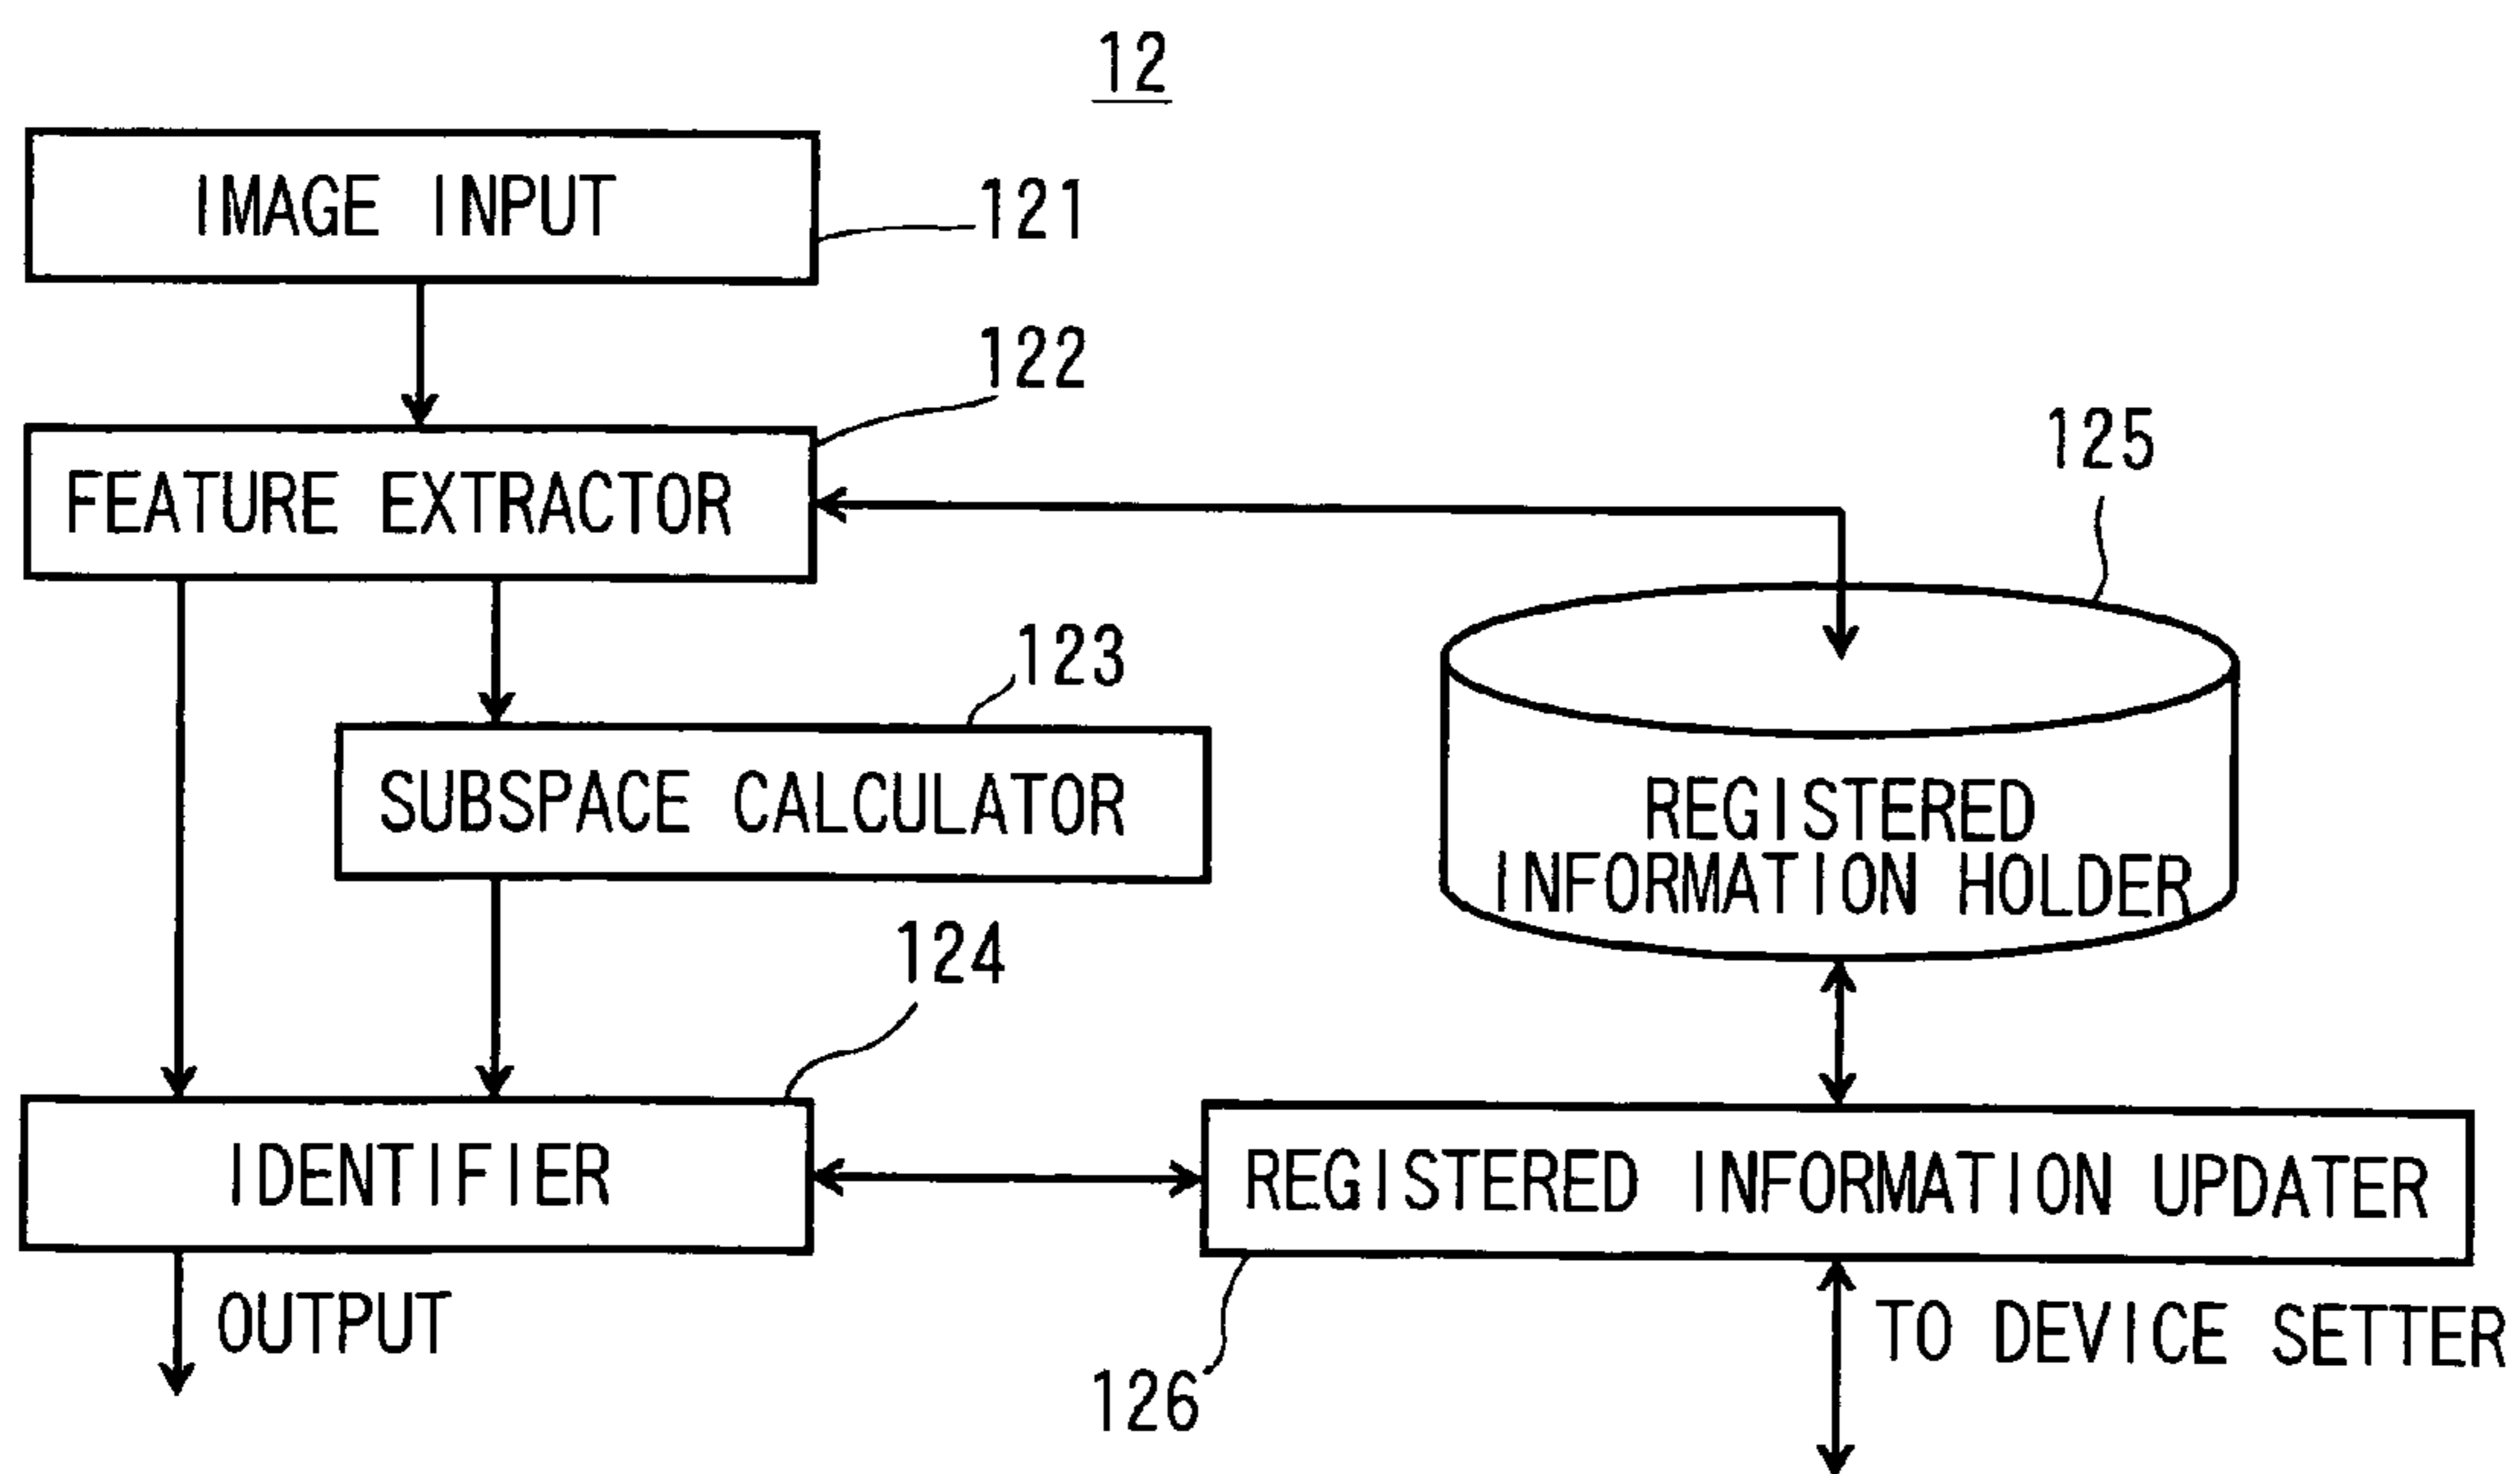 12
IMAGE INPUT
121
122
FEATURE EXTRACTOR
125
123
SUBSPACE CALCULATOR
REGISTERED
INFORMATION HOLDER
124
IDENTIFIER
REGISTERED INFORMATION UPDATER
OUTPUT
TO DEVICE SETTER
126